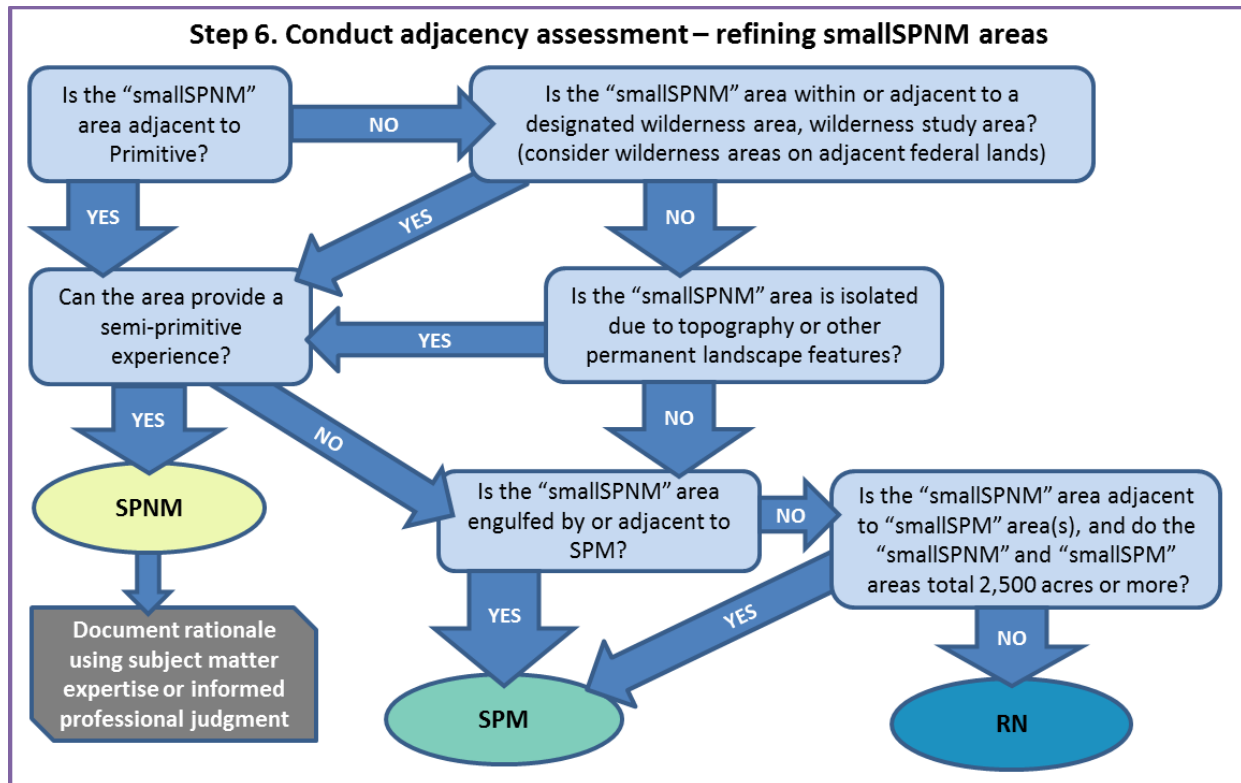 Step 6. Conduct adjacency assessment – refining smallSPNM areas
Is the “smallSPNM”
area adjacent to
Primitive?
NO
Is the “smallSPNM” area within or adjacent to a
designated wilderness area, wilderness study area?
(consider wilderness areas on adjacent federal lands)
YES
YES
NO
Can the area provide a
semi-primitive
experience?
YES
Is the “smallSPNM” area is isolated
due to topography or other
permanent landscape features?
YES
NO
NO
SPNM
Is the “smallSPNM” area
engulfed by or adjacent to
SPM?
NO
Is the “smallSPNM” area adjacent
to “smallSPM” area(s), and do the
“smallSPNM” and “smallSPM”
areas total 2,500 acres or more?
YES
YES
NO
Document rationale
using subject matter
expertise or informed
professional judgment
SPM
RN